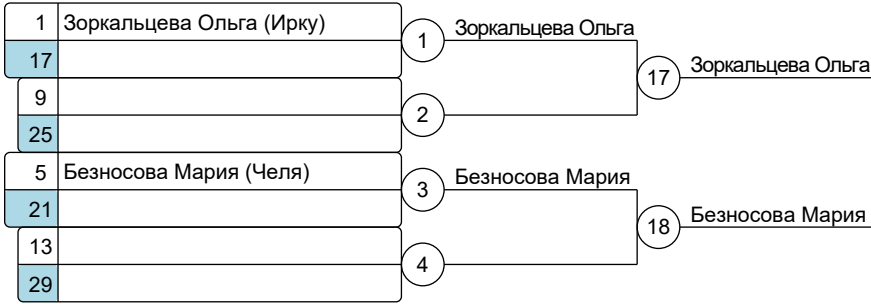 1 Зоркальцева Ольга (Ирку)
17
1 Зоркальцева Ольга
17 Зоркальцева Ольга
9
25
2
5 Безносова Мария (Челя)
21
3 Безносова Мария
18 Безносова Мария
13
29
4